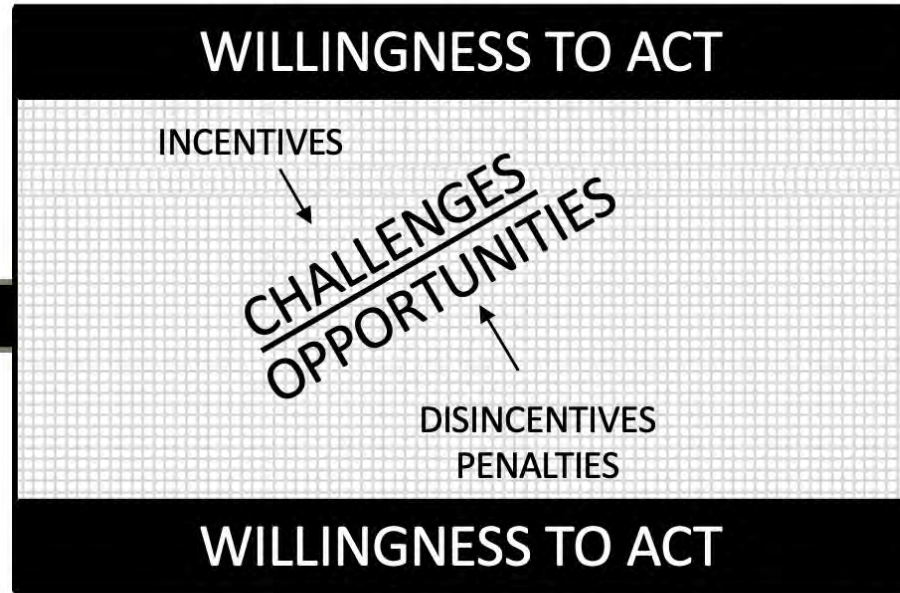 WILLINGNESS TO ACT
INCENTIVES
CHALLENGES
OPPORTUNITIES
DISINCENTIVES
PENALTIES
WILLINGNESS TO ACT